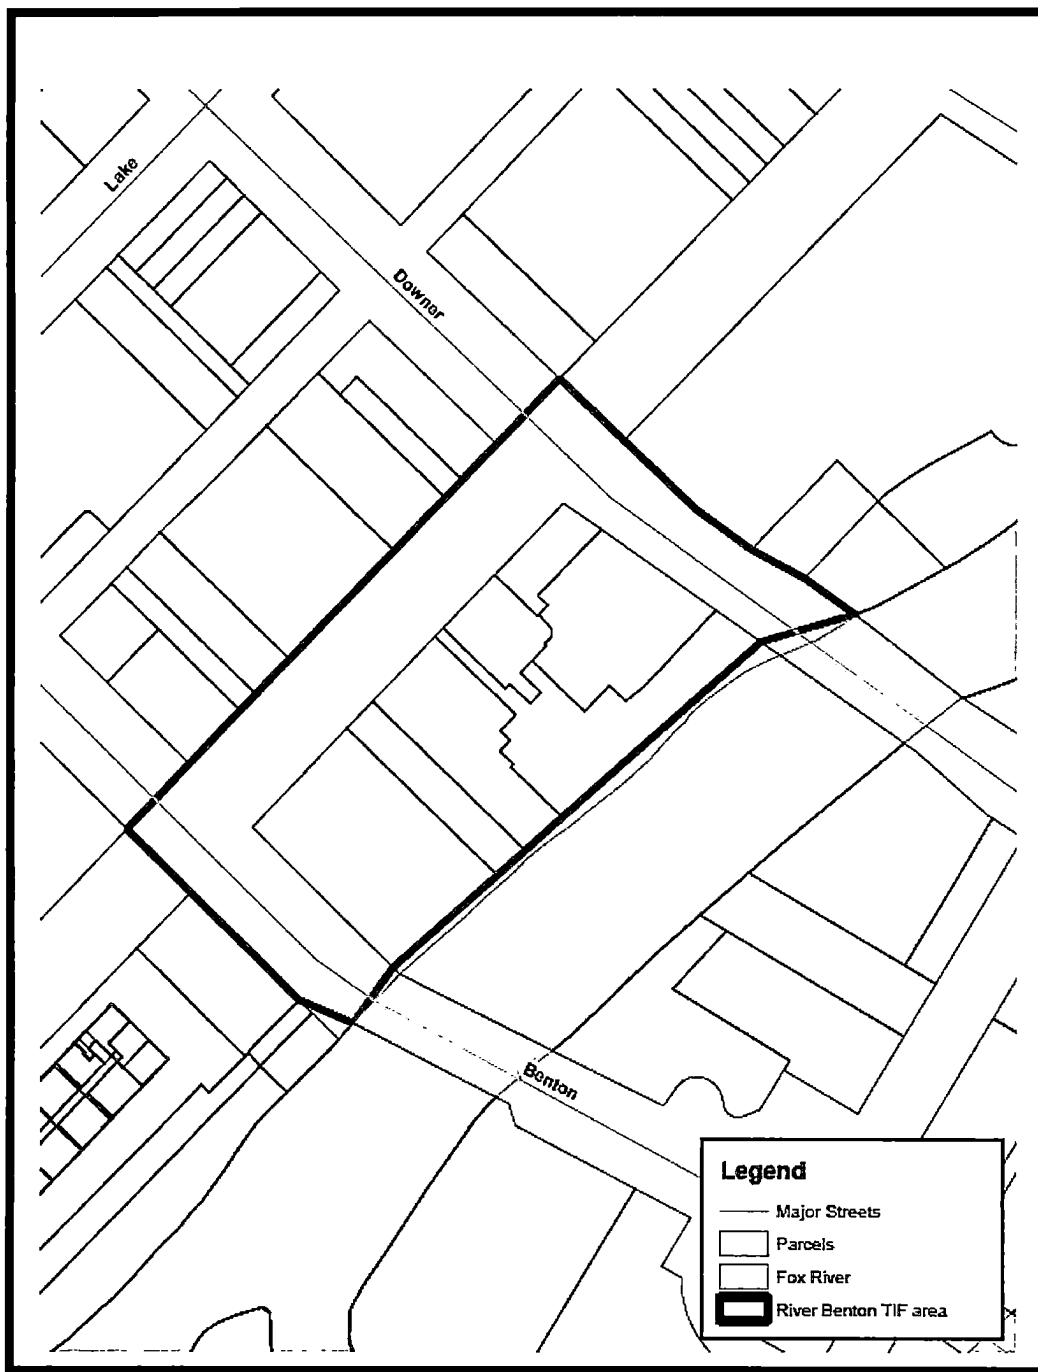 Lake
Downer
Benton
Legend
Major Streets
Parcels
Fox River
River Benton TIF area